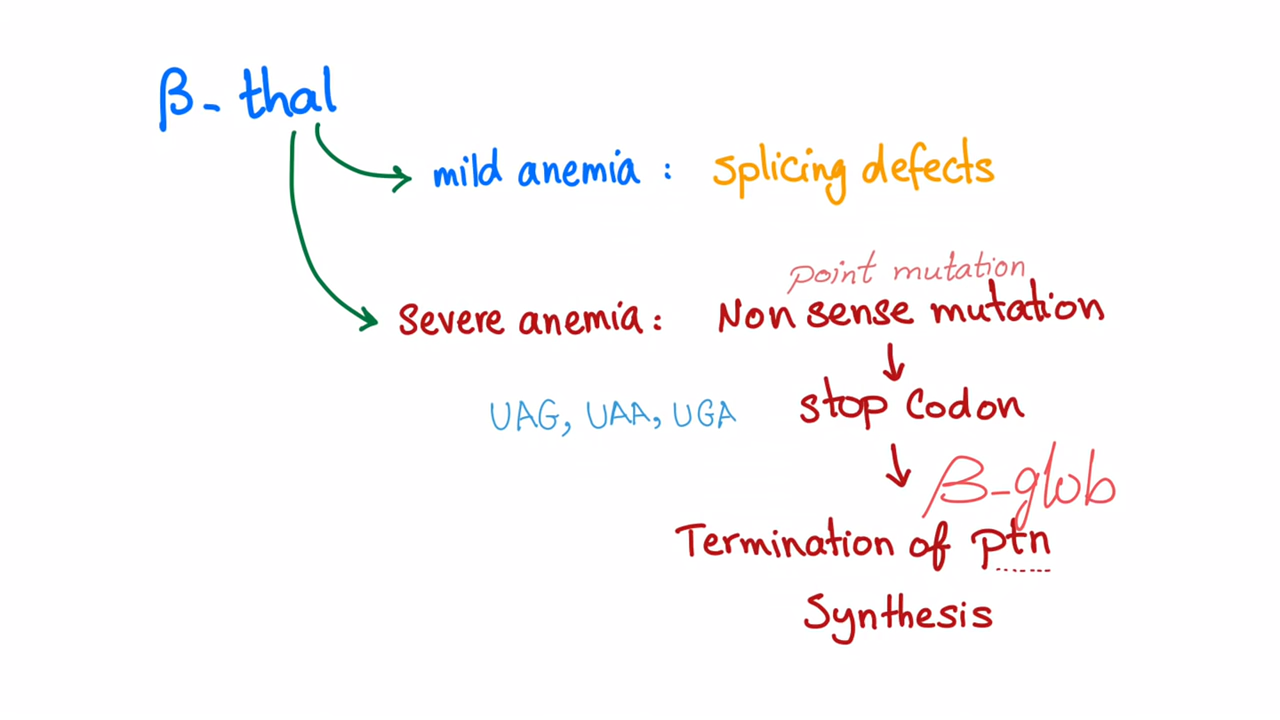 β- thal
mild anemia : splicing defects
point mutation
Severe anemia : Non sense mutation
UAG, UAA, UGA stop Codon
β-glob
Termination of ptn
Synthesis